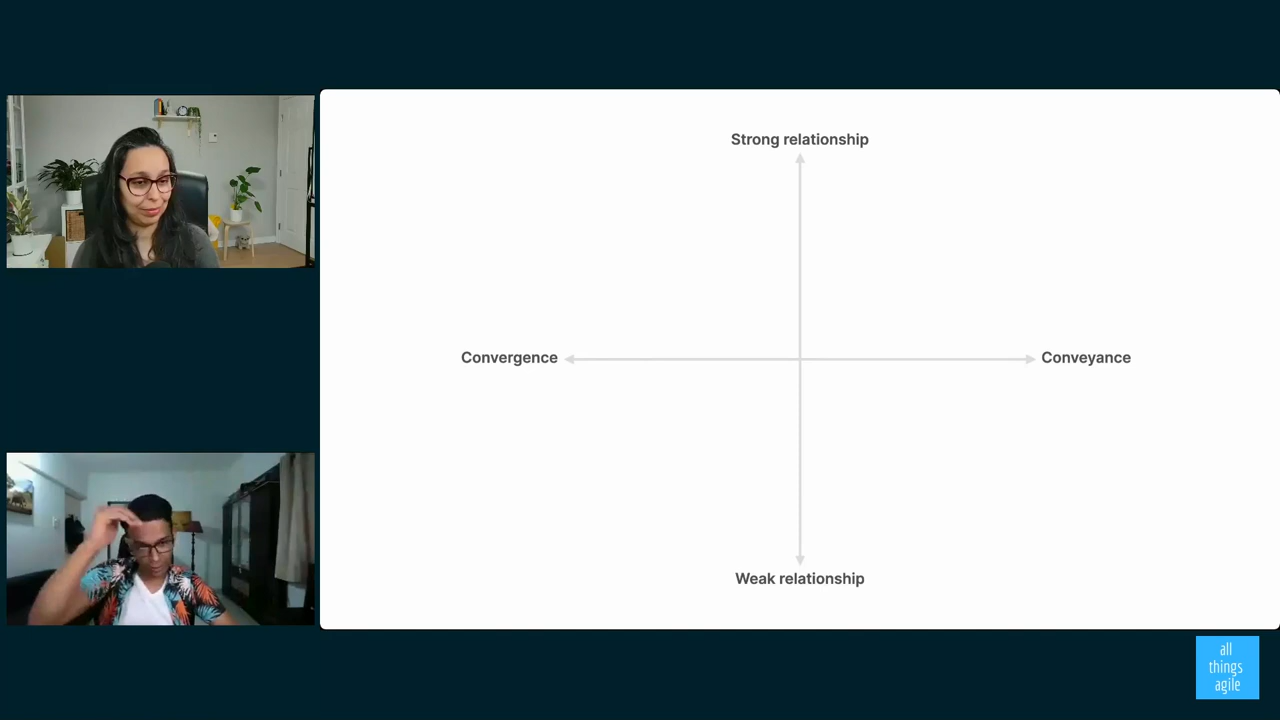 Strong relationship
Convergence
Conveyance
Weak relationship
all
things
agile